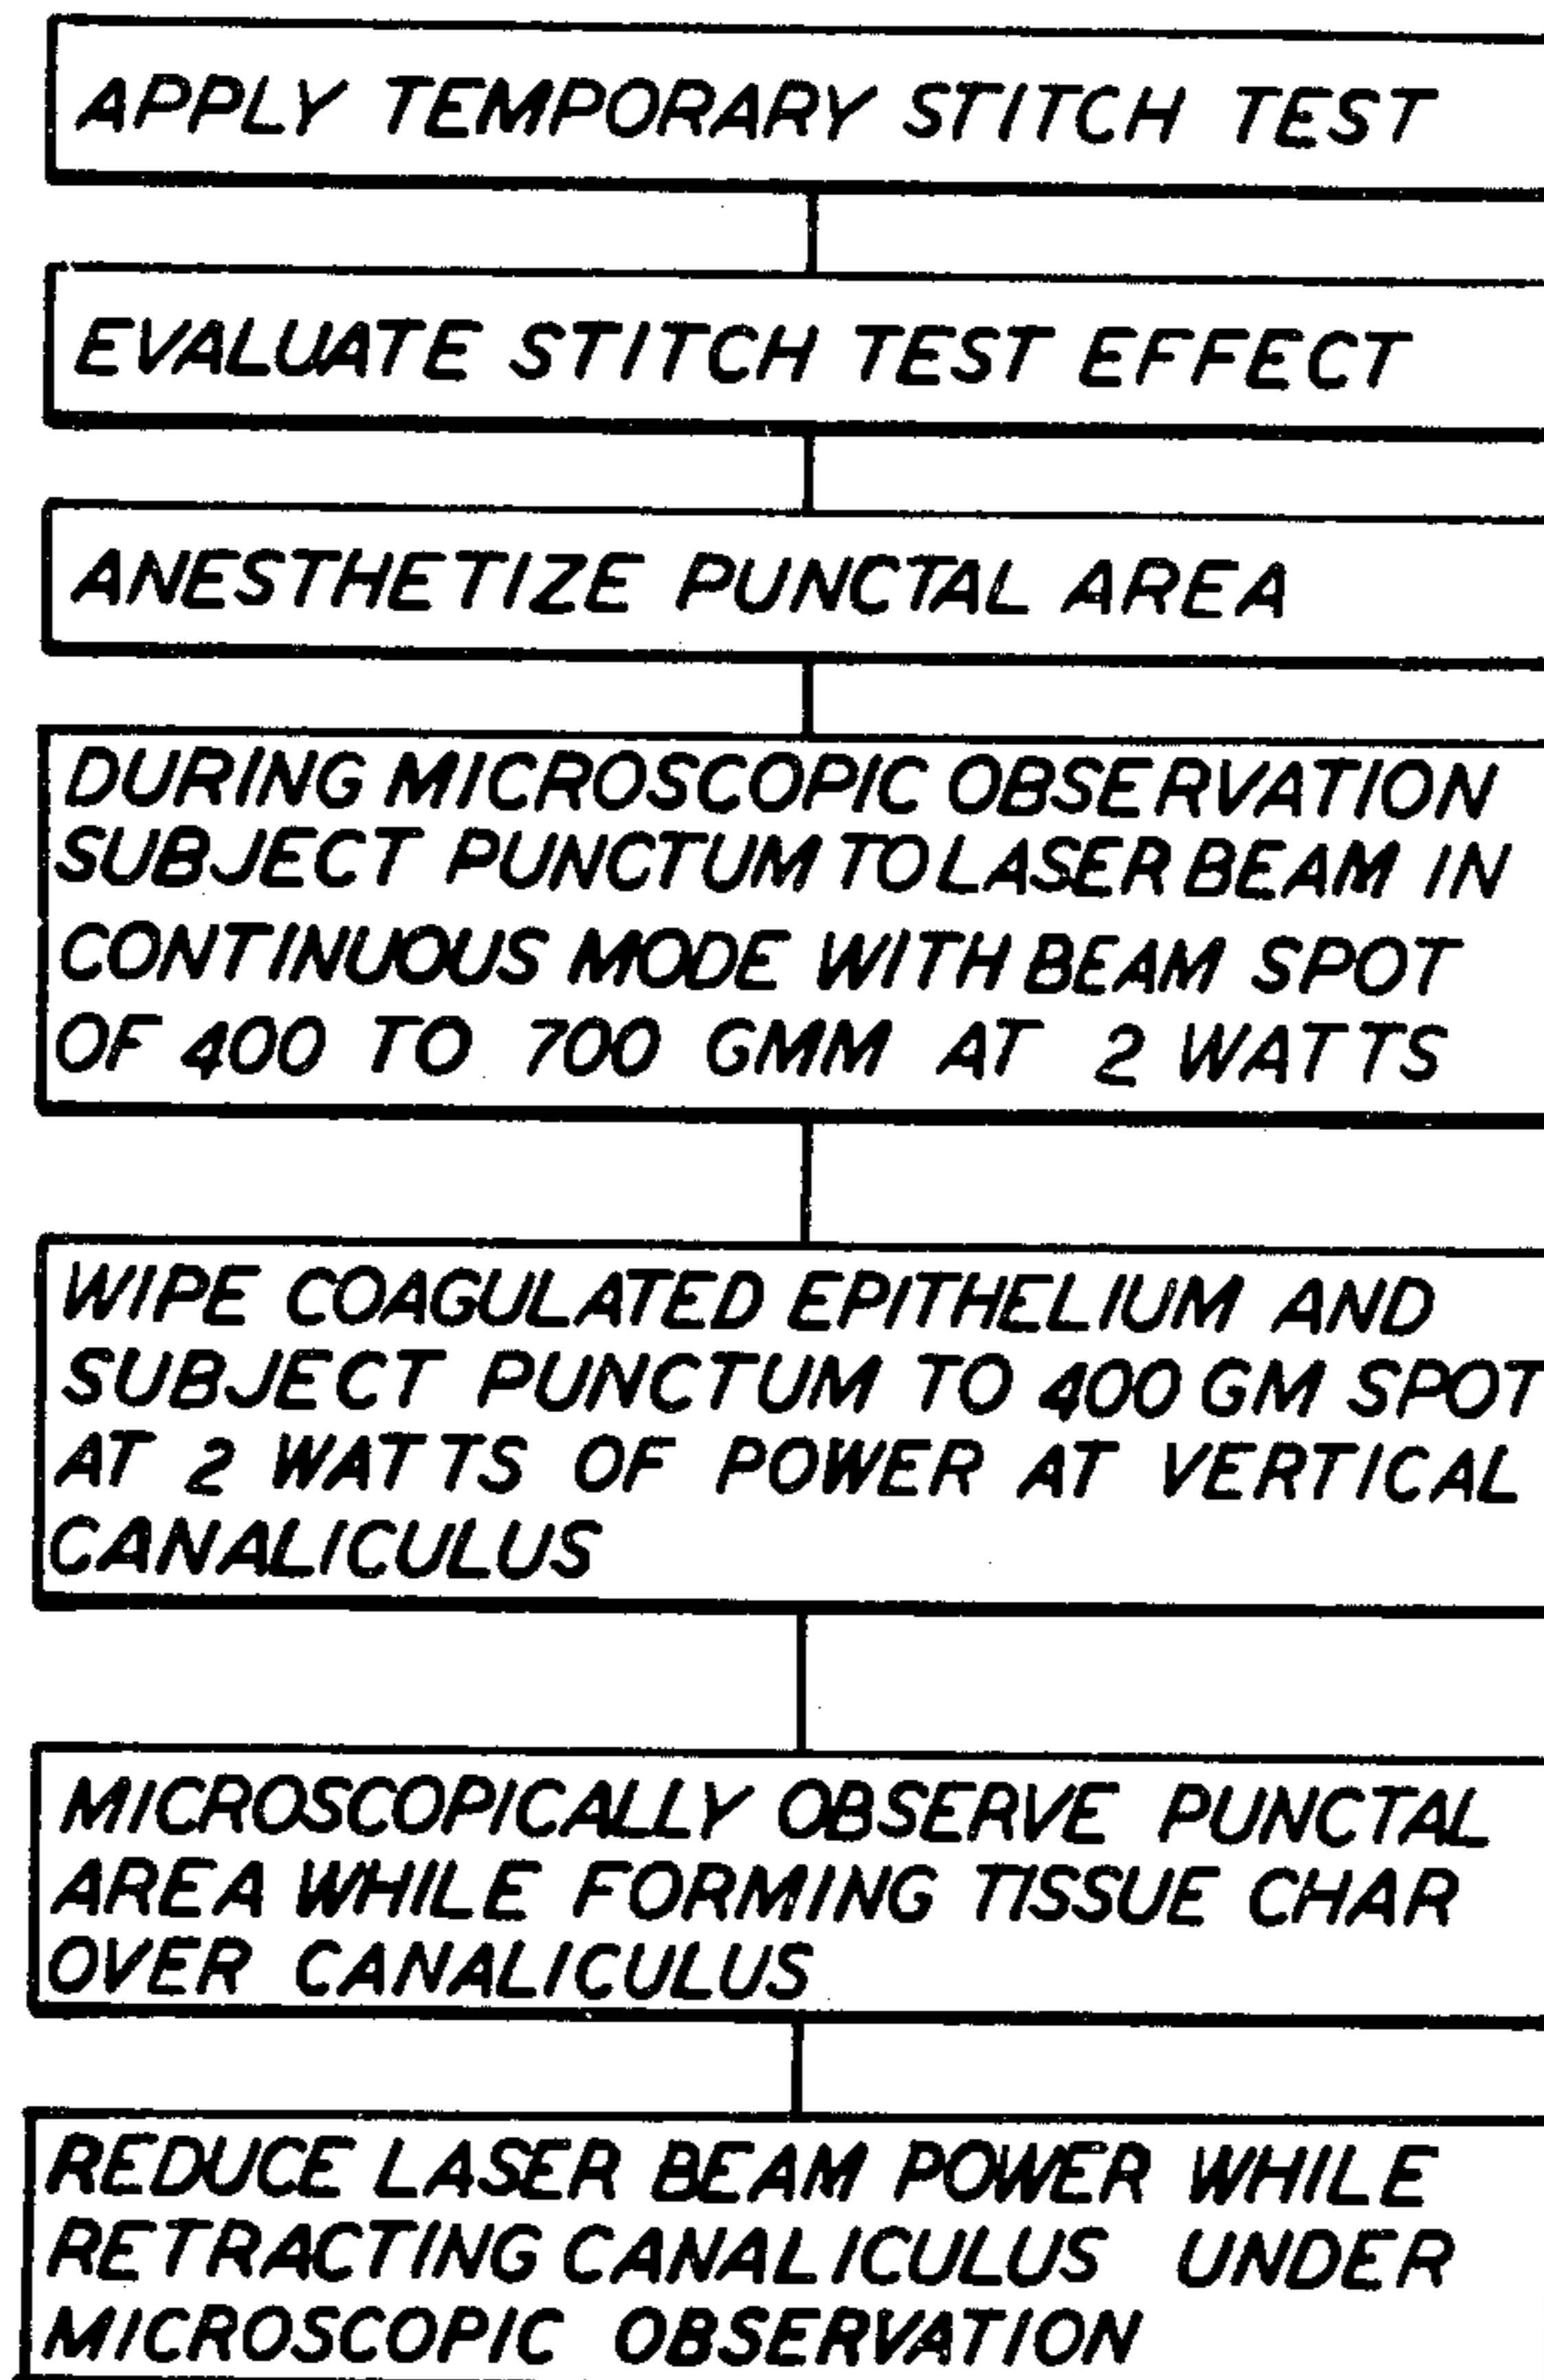 APPLY TEMPORARY STITCH TEST
EVALUATE STITCH TEST EFFECT
ANESTHETIZE PUNCTAL AREA
DURING MICROSCOPIC OBSERVATION
SUBJECT PUNCTUM TO LASER BEAM IN
CONTINUOUS MODE WITH BEAM SPOT
OF 400 TO 700 GMM AT 2 WATTS
WIPE COAGULATED EPITHELIUM AND
SUBJECT PUNCTUM TO 400 GM SPOT
AT 2 WATTS OF POWER AT VERTICAL
CANALICULUS
MICROSCOPICALLY OBSERVE PUNCTAL
AREA WHILE FORMING TISSUE CHAR
OVER CANALICULUS
REDUCE LASER BEAM POWER WHILE
RETRACTING CANALICULUS UNDER
MICROSCOPIC OBSERVATION